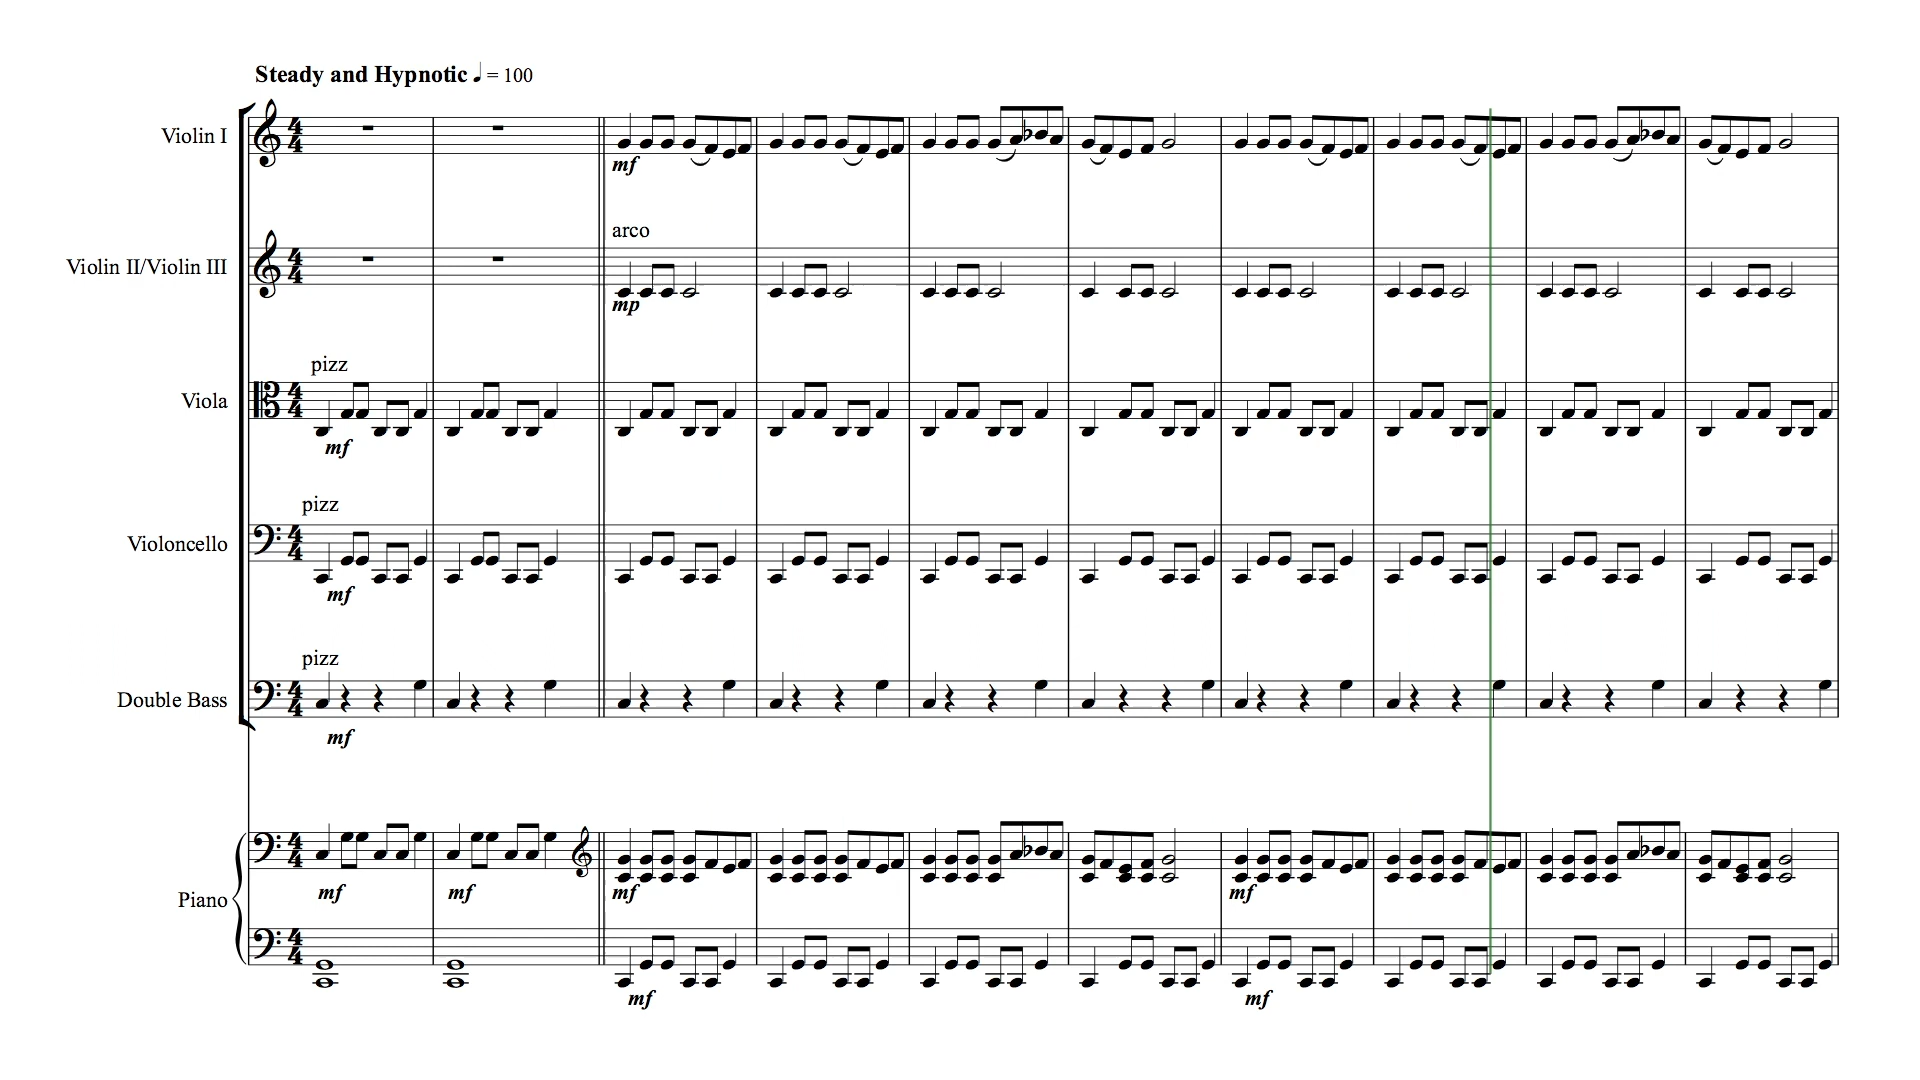 Steady and Hypnotic ♩ = 100
Violin I
mf
arco
Violin II/Violin III
mp
pizz
Viola
mf
pizz
Violoncello
mf
pizz
Double Bass
mf
mf mf mf mf
Piano
mf mf